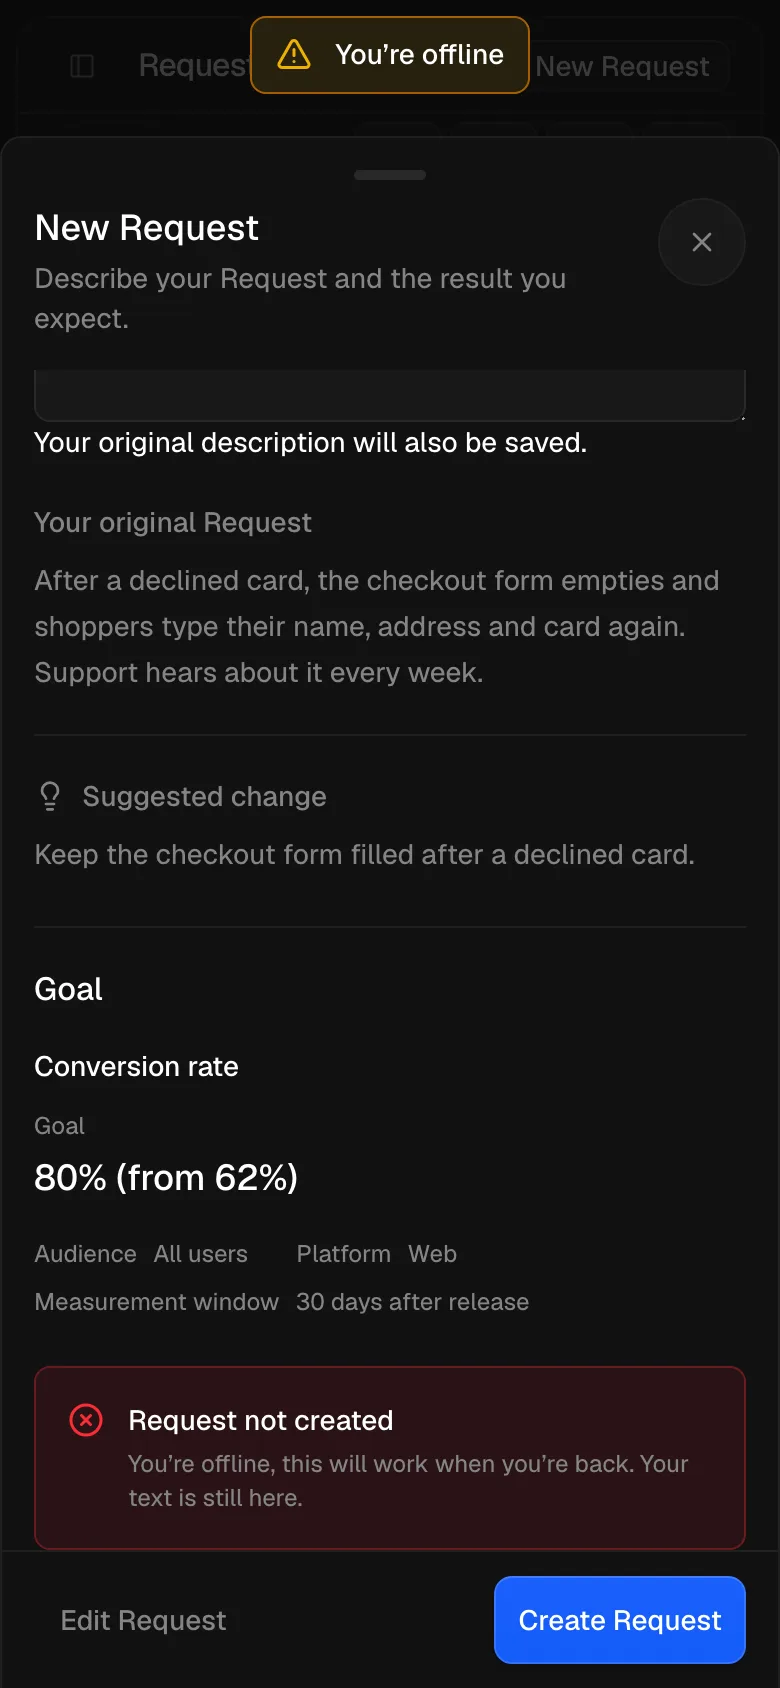 Request
You're offline
New Request
New Request
Describe your Request and the result you
expect.
Your original description will also be saved.
Your original Request
After a declined card, the checkout form empties and
shoppers type their name, address and card again.
Support hears about it every week.
Suggested change
Keep the checkout form filled after a declined card.
Goal
Conversion rate
Goal
80% (from 62%)
Audience All users Platform Web
Measurement window 30 days after release
Request not created
You’re offline, this will work when you’re back. Your
text is still here.
Edit Request
Create Request